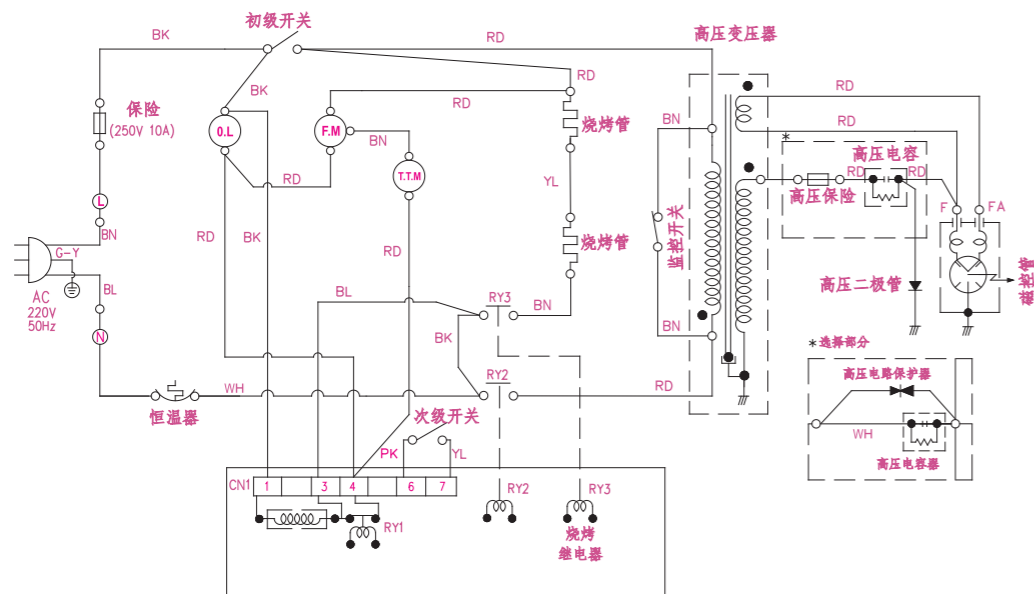 初级开关
BK
RD
高压变压器
RD
RD
BK
RD
保险
(250V 10A)
O.L
F.M
BN
烧烤管
RD
*
高压电容
T.T.M
RD
BN
YL
RD
RD
高压保险
L
F
FA
BN
RD
BK
RD
监控开关
烧烤管
G-Y
AC
220V
50Hz
BL
BL
RY3
BN
高压二极管
磁控管
N
BK
BN
*选择部分
RY2
高压电路保护器
恒温器
WH
RD
次级开关
WH
PK
YL
高压电容器
CN1
1
3
4
6
7
RY1
RY2
RY3
烧烤
继电器